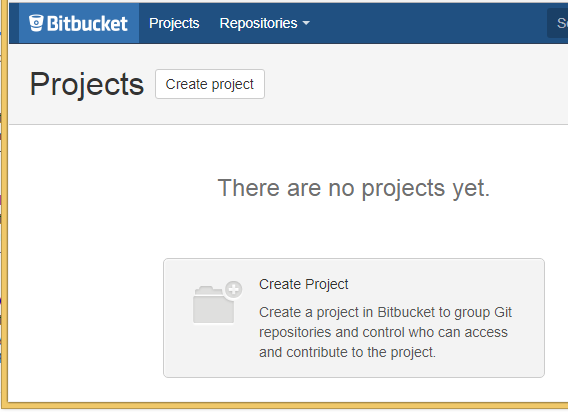 Bitbucket Projects Repositories
Projects Create project
There are no projects yet.
Create Project
Create a project in Bitbucket to group Git
repositories and control who can access
and contribute to the project.